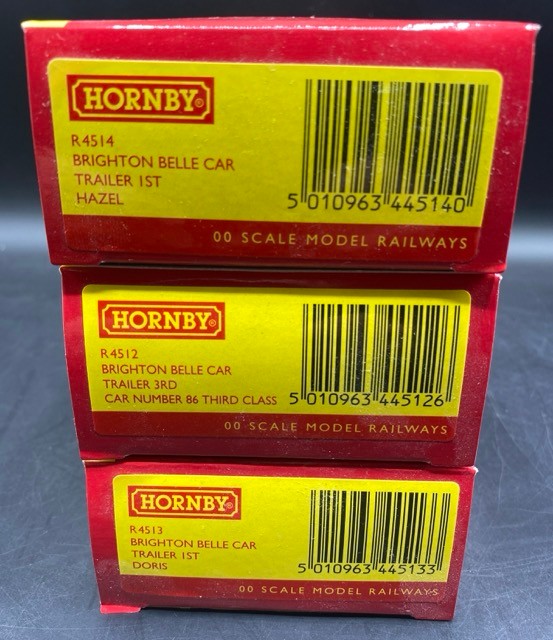 HORNBY®
R4514
BRIGHTON BELLE CAR
TRAILER 1ST
HAZEL
5 010963 445140
00 SCALE MODEL RAILWAYS
HORNBY®
R4512
BRIGHTON BELLE CAR
TRAILER 3RD
CAR NUMBER 86 THIRD CLASS
5 010963 445126
00 SCALE MODEL RAILWAYS
HORNBY®
R4513
BRIGHTON BELLE CAR
TRAILER 1ST
DORIS
5 010963 445133
00 SCALE MODEL RAILWAYS